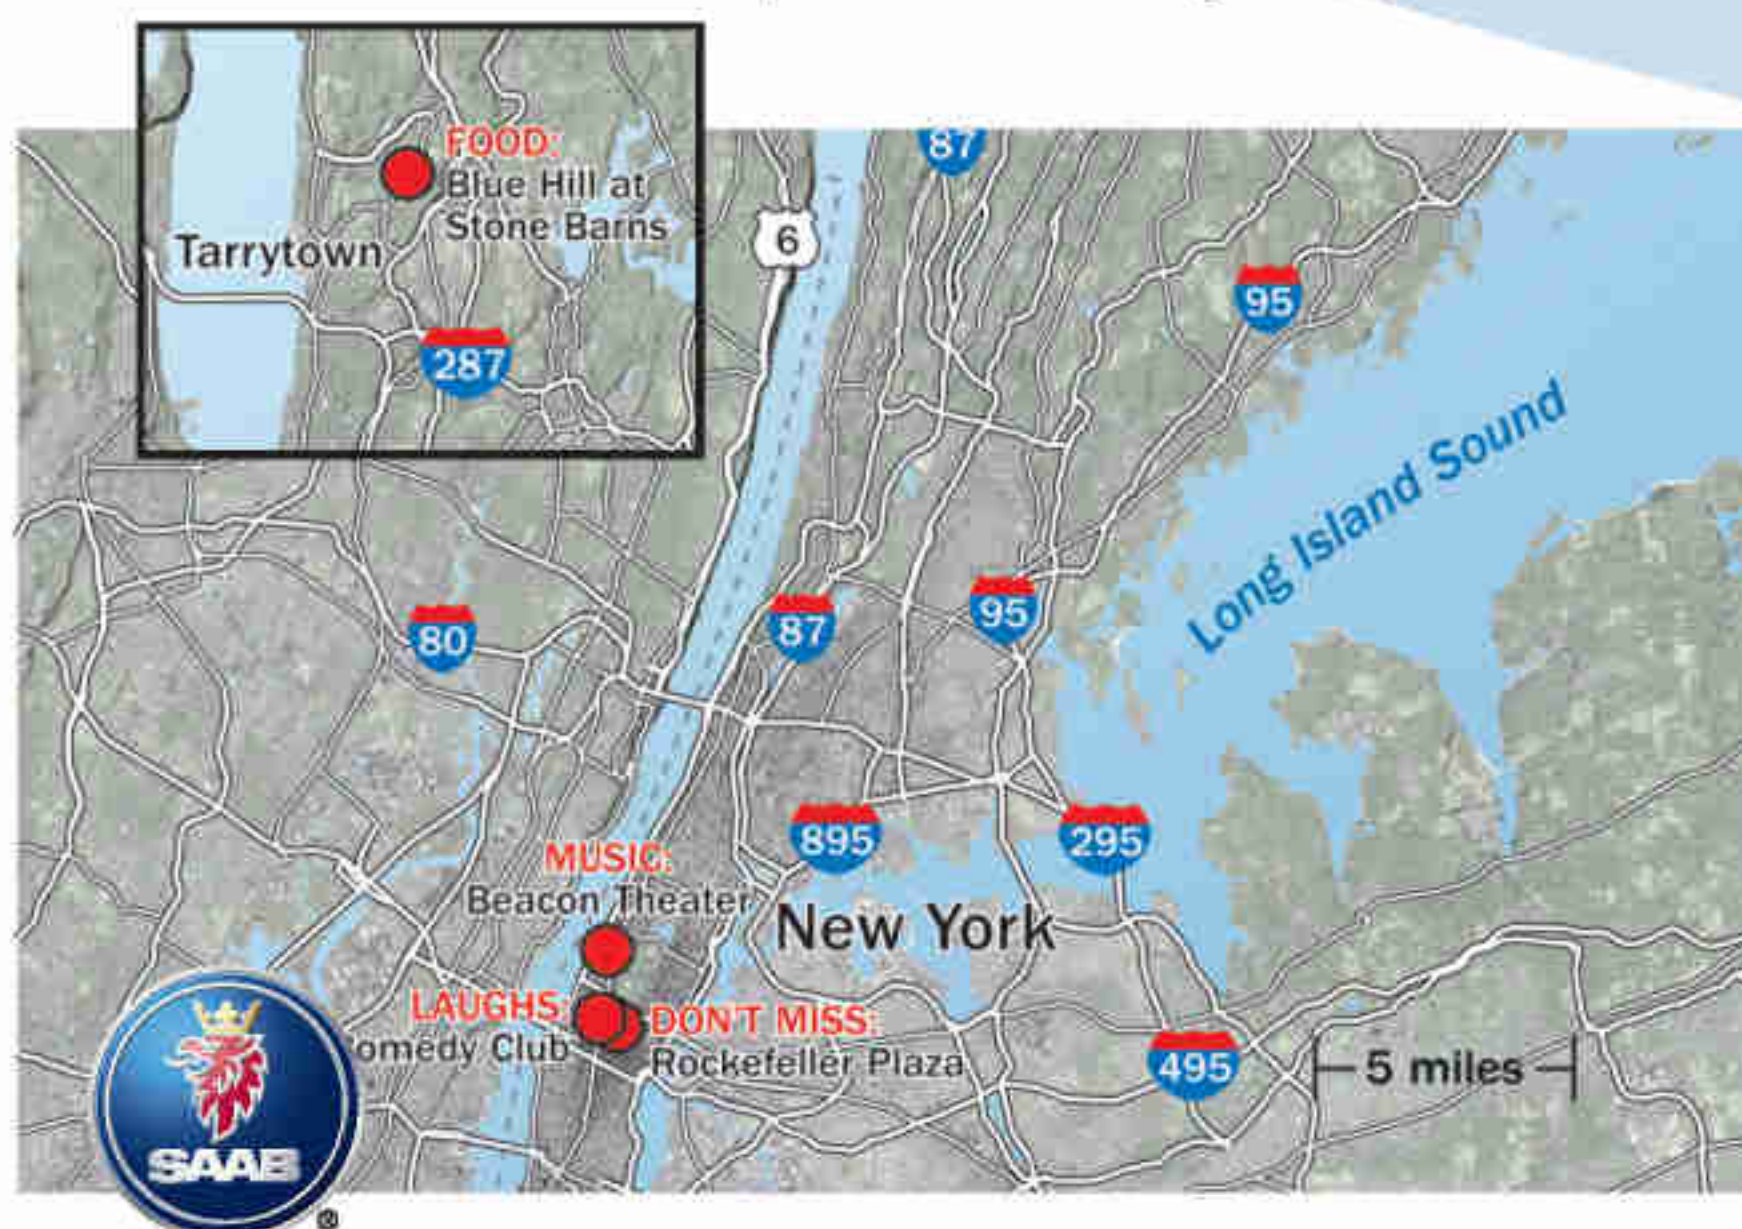 FOOD:
Blue Hill at
Stone Barns
Tarrytown
287
87
6
95
Long Island Sound
80
87
95
895
295
MUSIC:
Beacon Theater
New York
LAUGHS:
omedy Club
DON'T MISS:
Rockefeller Plaza
495
5 miles
SAAB
®